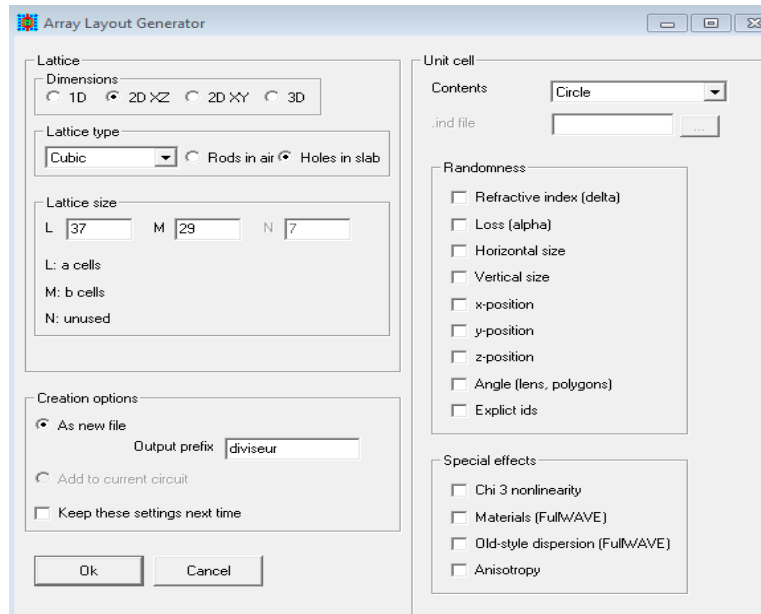 Array Layout Generator
Lattice
Dimensions
1D 2D XZ 2D XY 3D
Lattice type
Cubic Rods in air Holes in slab
Lattice size
L 37 M 29 N 7
L: a cells
M: b cells
N: unused
Creation options
As new file
Output prefix diviseur
Add to current circuit
Keep these settings next time
Ok Cancel
Unit cell
Contents Circle
.ind file ...
Randomness
Refractive index (delta)
Loss (alpha)
Horizontal size
Vertical size
x-position
y-position
z-position
Angle (lens, polygons)
Explict ids
Special effects
Chi 3 nonlinearity
Materials (FullWAVE)
Old-style dispersion (FullWAVE)
Anisotropy